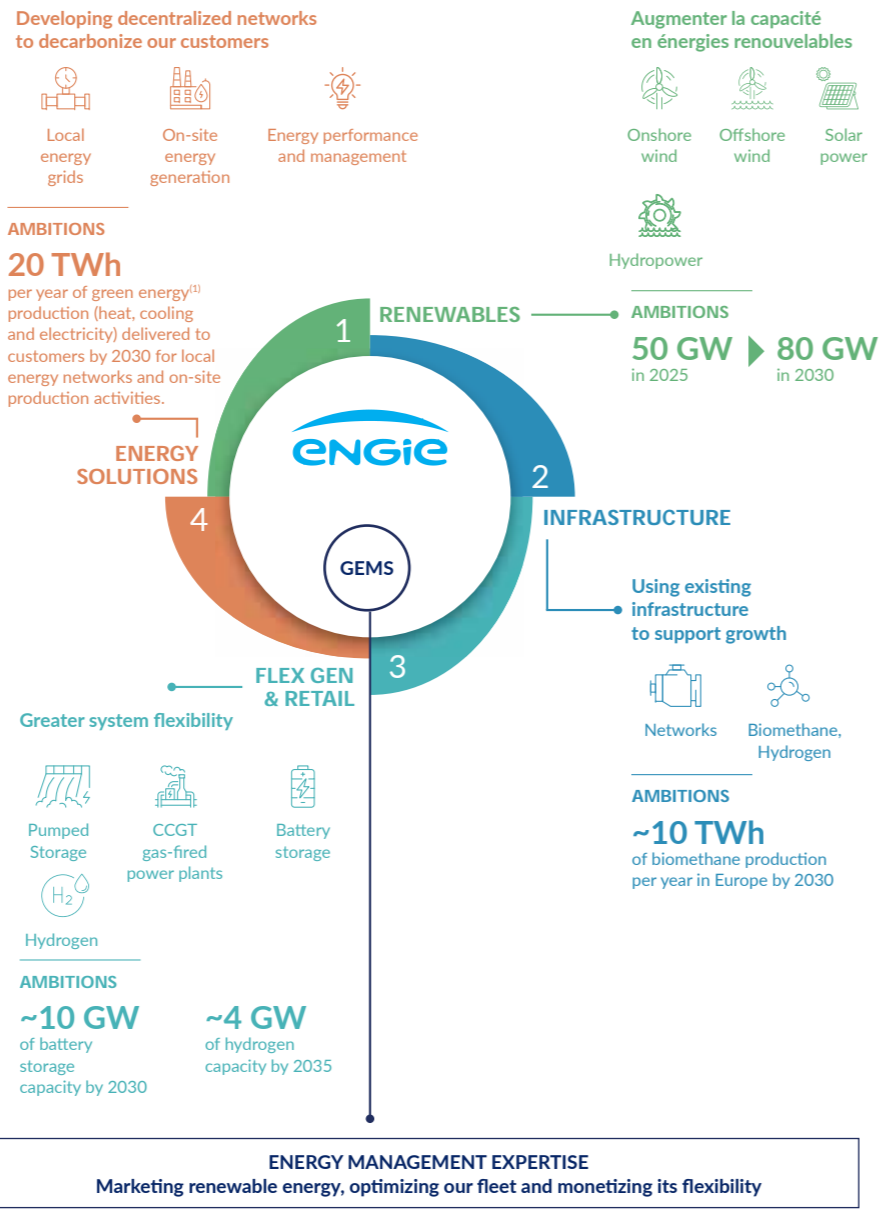 Developing decentralized networks
to decarbonize our customers
Local
energy
grids
On-site
energy
generation
Energy performance
and management
AMBITIONS
20 TWh
per year of green energy(1)
production (heat, cooling
and electricity) delivered to
customers by 2030 for local
energy networks and on-site
production activities.
ENERGY
SOLUTIONS
4
Augmenter la capacité
en énergies renouvelables
Onshore
wind
Offshore
wind
Solar
power
Hydropower
1
RENEWABLES
AMBITIONS
50 GW
in 2025
80 GW
in 2030
ENGIE
GEMS
2
INFRASTRUCTURE
Using existing
infrastructure
to support growth
Networks
Biomethane,
Hydrogen
AMBITIONS
~10 TWh
of biomethane production
per year in Europe by 2030
3
FLEX GEN
& RETAIL
Greater system flexibility
Pumped
Storage
CCGT
gas-fired
power plants
Battery
storage
H2
Hydrogen
AMBITIONS
~10 GW
of battery
storage
capacity by 2030
~4 GW
of hydrogen
capacity by 2035
ENERGY MANAGEMENT EXPERTISE
Marketing renewable energy, optimizing our fleet and monetizing its flexibility